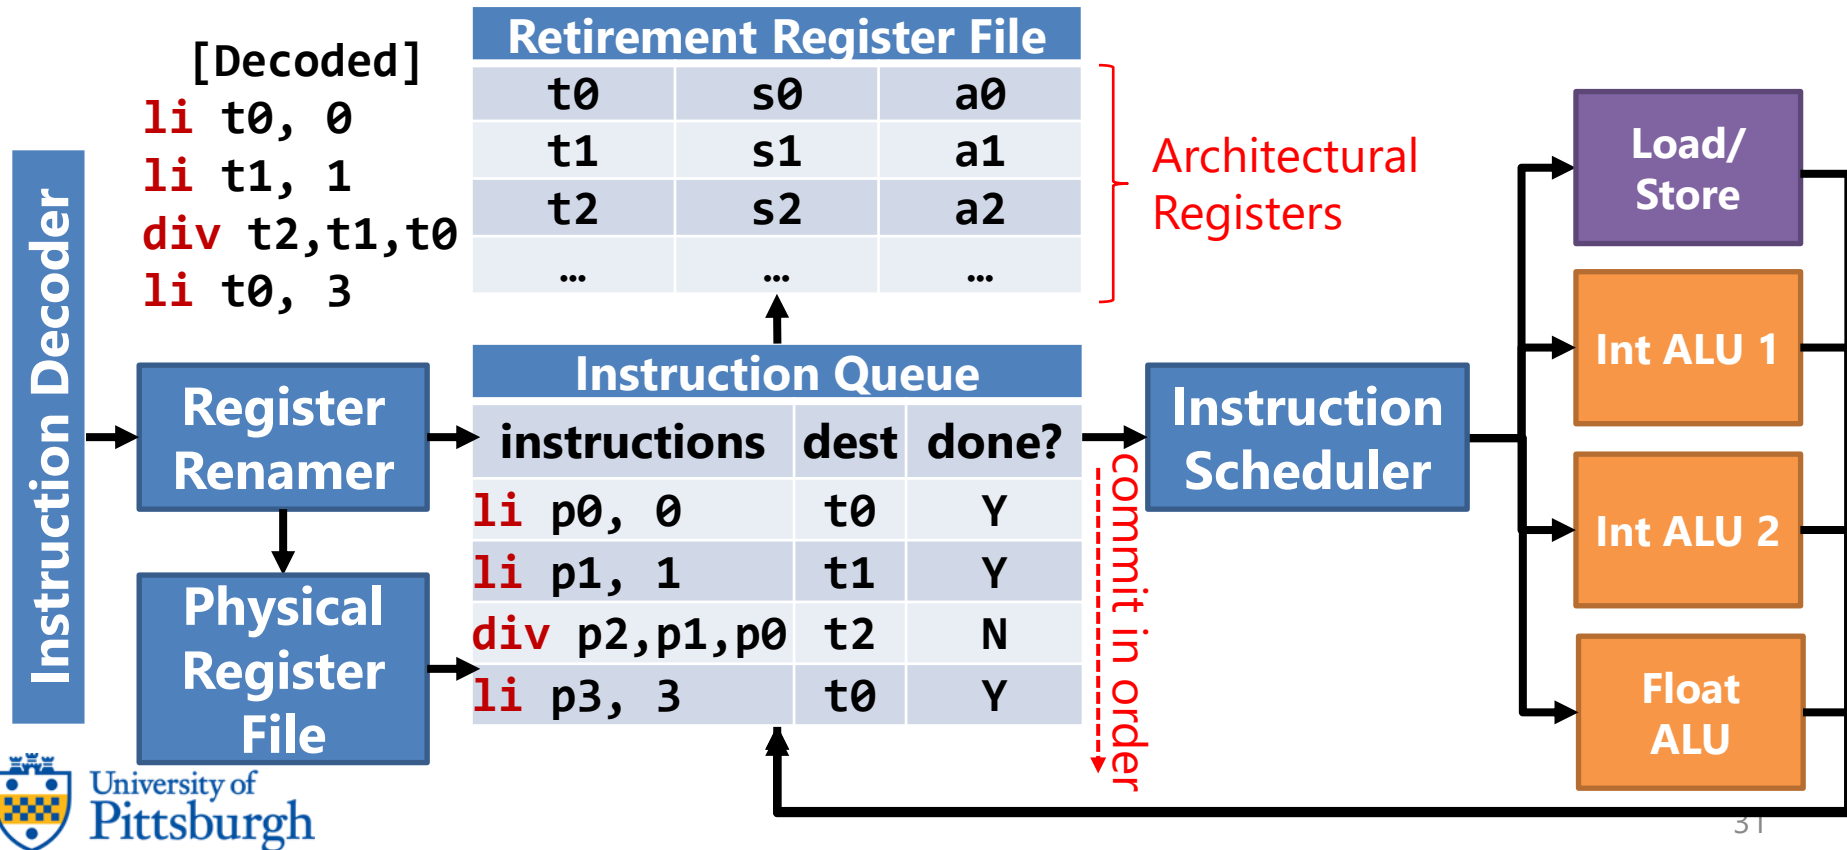 [Decoded]
li t0, 0
li t1, 1
div t2,t1,t0
li t0, 3
Instruction Decoder
Retirement Register File
t0 s0 a0
t1 s1 a1
t2 s2 a2
… … …
Architectural
Registers
Register
Renamer
Physical
Register
File
Instruction Queue
instructions dest done?
li p0, 0 t0 Y
li p1, 1 t1 Y
div p2,p1,p0 t2 N
li p3, 3 t0 Y
commit in order
Instruction
Scheduler
Load/
Store
Int ALU 1
Int ALU 2
Float
ALU
University of
Pittsburgh
31